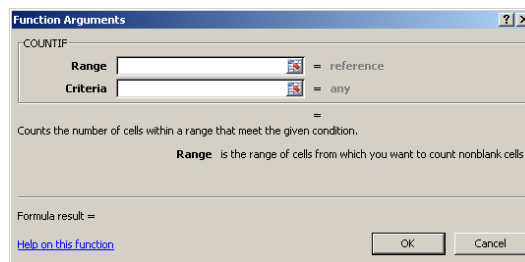 Function Arguments
COUNTIF
Range = reference
Criteria = any
=
Counts the number of cells within a range that meet the given condition.
Range is the range of cells from which you want to count nonblank cells
Formula result =
Help on this function OK Cancel